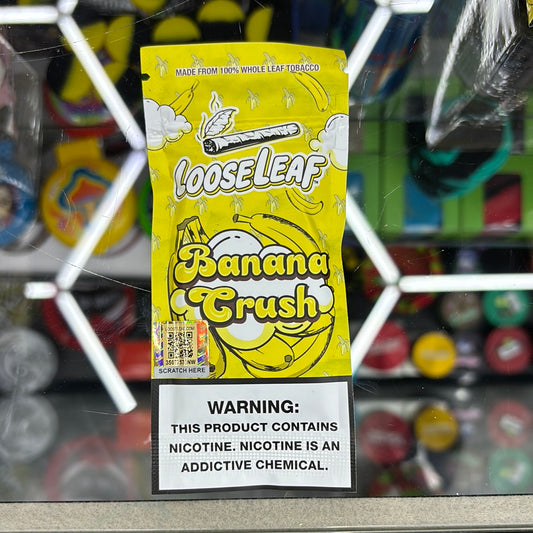 MADE FROM 100% WHOLE LEAF TOBACCO
LOOSELEAF
Banana
Crush
SCRATCH HERE
WARNING:
THIS PRODUCT CONTAINS
NICOTINE. NICOTINE IS AN
ADDICTIVE CHEMICAL.